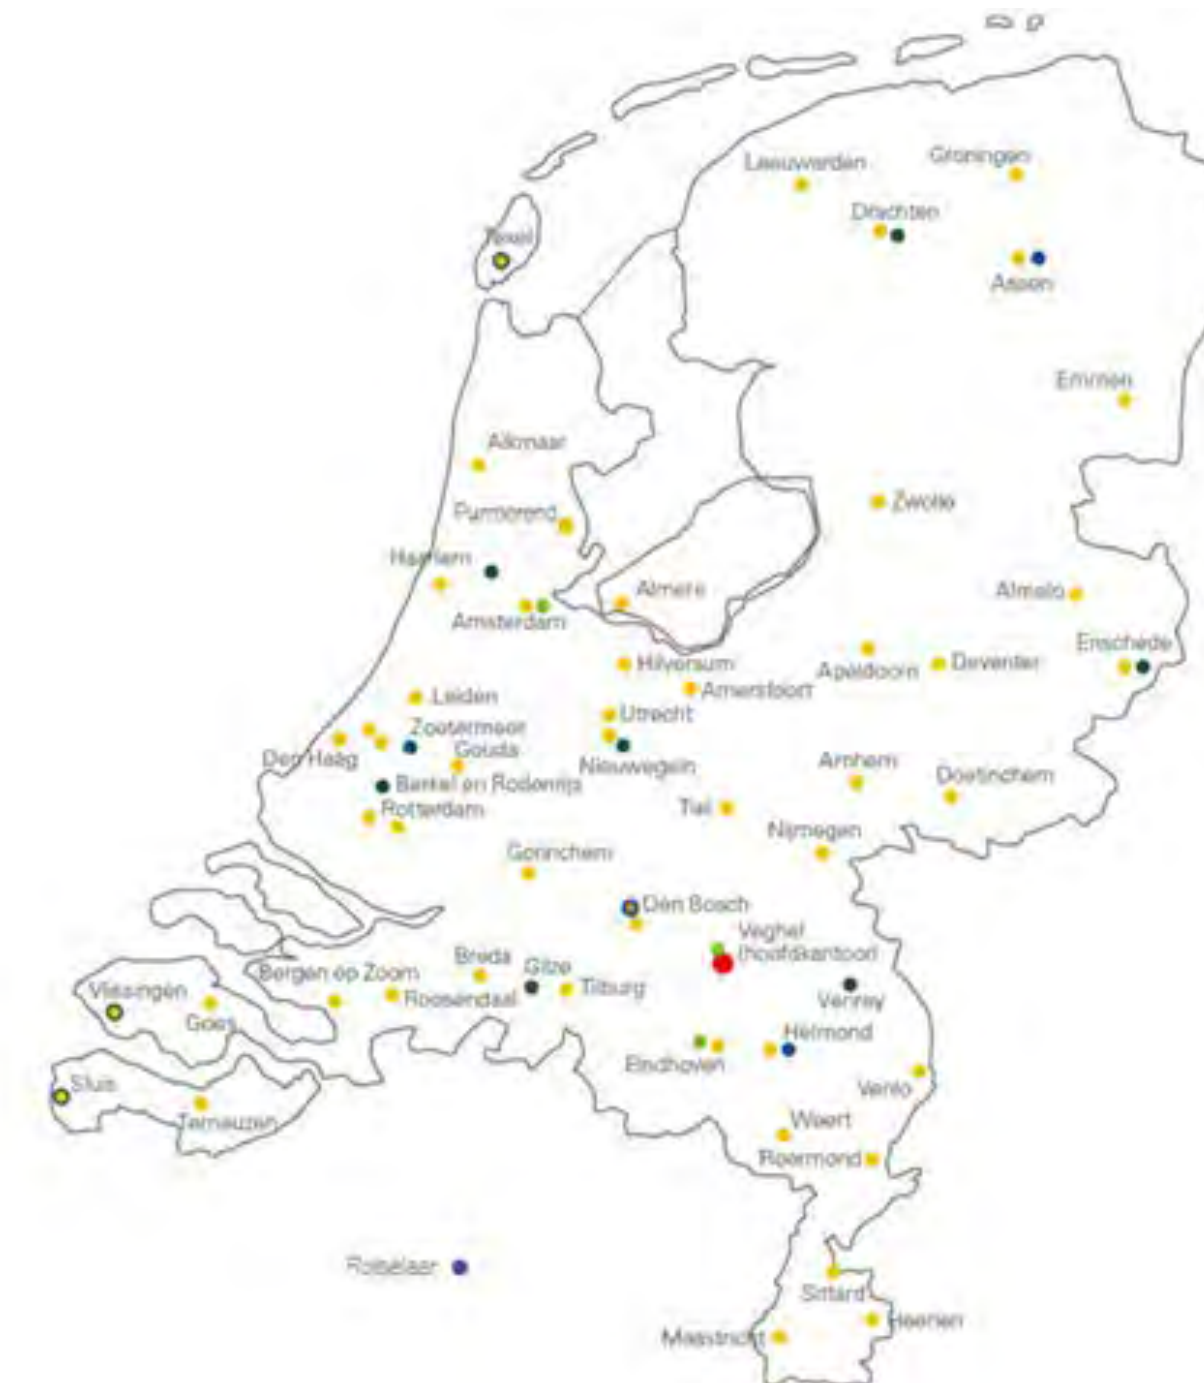 Groningen
Leeuwarden
Drachten
Texel
Assen
Emmen
Alkmaar
Zwolle
Purmerend
Haarlem
Almere
Almelo
Amsterdam
Enschede
Hilversum
Apeldoorn
Deventer
Amersfoort
Leiden
Utrecht
Zoetermeer
Gouda
Den Haag
Nieuwegein
Arnhem
Doetinchem
Berkel en Rodenrijs
Rotterdam
Tiel
Nijmegen
Gorinchem
Den Bosch
Veghel
(hoofdkantoor)
Breda
Gilze
Bergen op Zoom
Tilburg
Vlissingen
Roosendaal
Venray
Goes
Helmond
Eindhoven
Sluis
Venlo
Terneuzen
Weert
Roermond
Rotselaar
Sittard
Heerlen
Maastricht